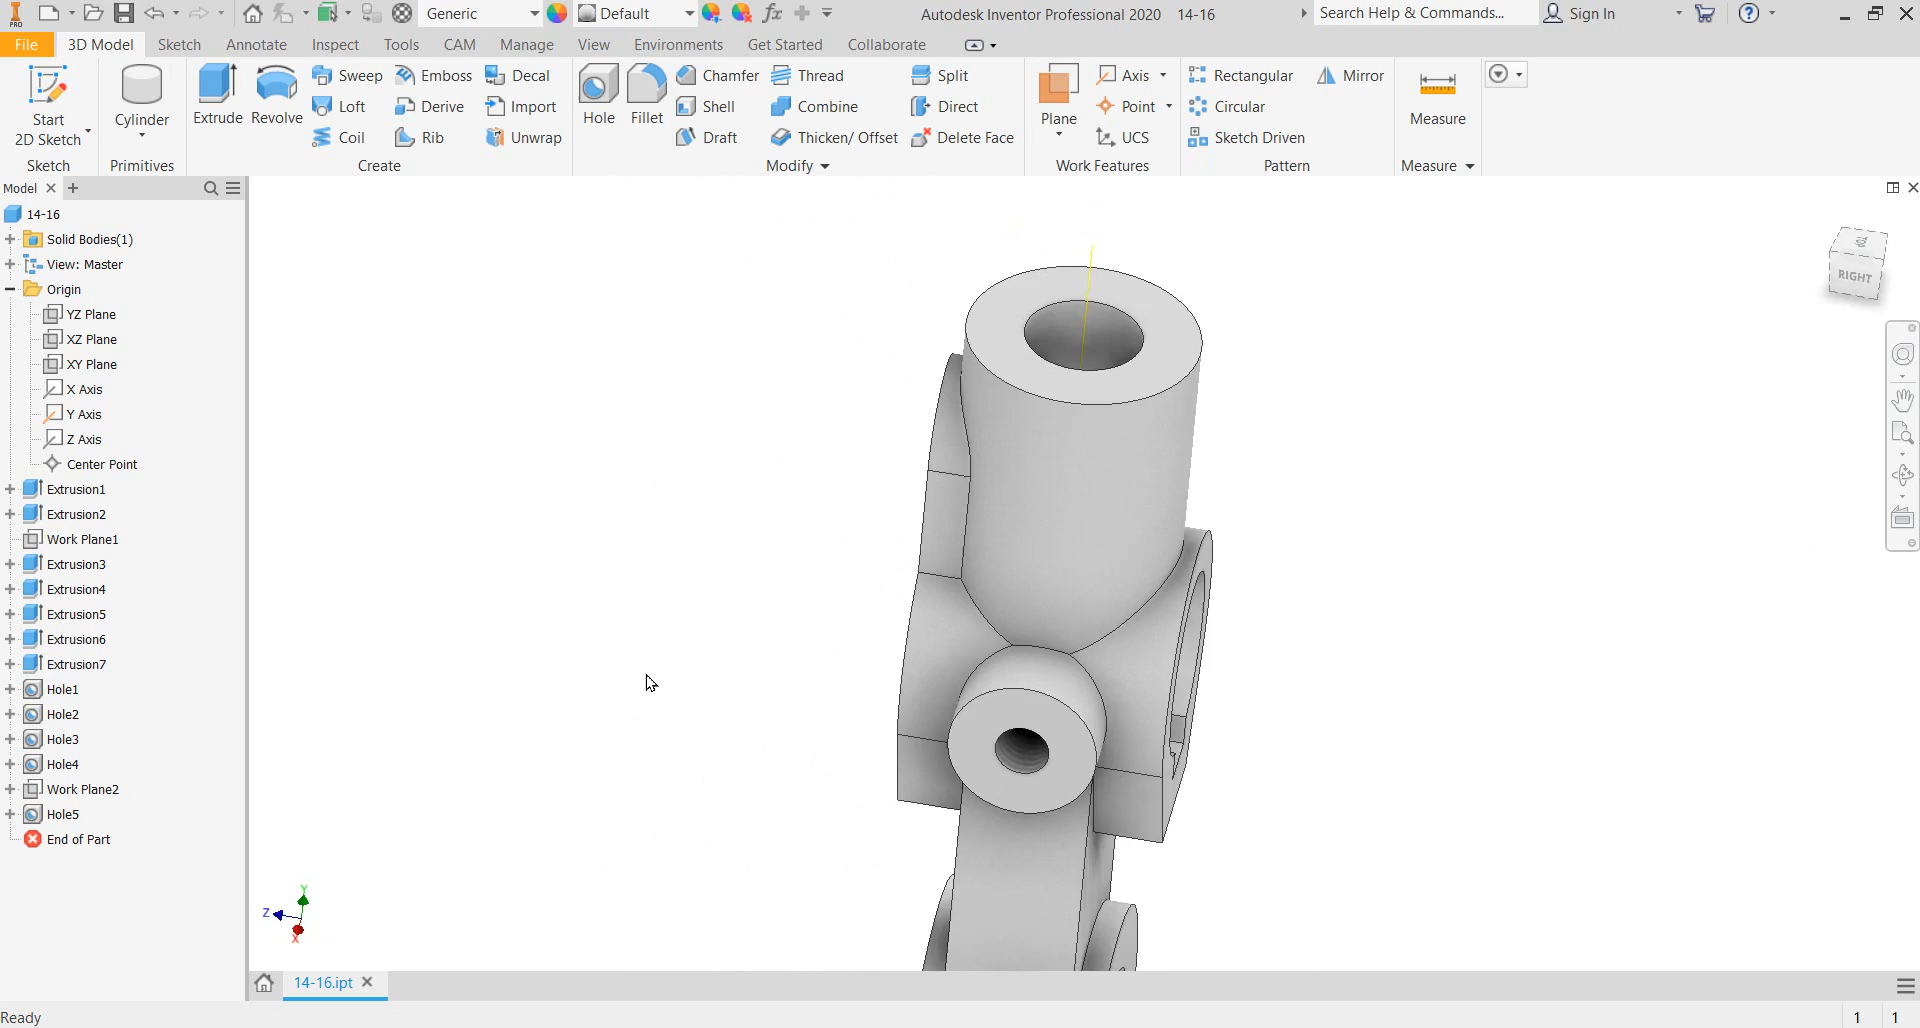 PRO Generic Default fx Autodesk Inventor Professional 2020 14-16 Search Help & Commands... Sign In
File 3D Model Sketch Annotate Inspect Tools CAM Manage View Environments Get Started Collaborate
Start 2D Sketch
Sketch
Cylinder
Primitives
Extrude Revolve
Sweep Emboss Decal
Loft Derive Import
Coil Rib Unwrap
Create
Hole Fillet
Chamfer Thread Split
Shell Combine Direct
Draft Thicken/ Offset Delete Face
Modify
Plane
Axis
Point
UCS
Work Features
Rectangular Mirror
Circular
Sketch Driven
Pattern
Measure
Measure
Model
14-16
Solid Bodies(1)
View: Master
Origin
YZ Plane
XZ Plane
XY Plane
X Axis
Y Axis
Z Axis
Center Point
Extrusion1
Extrusion2
Work Plane1
Extrusion3
Extrusion4
Extrusion5
Extrusion6
Extrusion7
Hole1
Hole2
Hole3
Hole4
Work Plane2
Hole5
End of Part
TOP
RIGHT
Y
Z
X
14-16.ipt
Ready
1 1